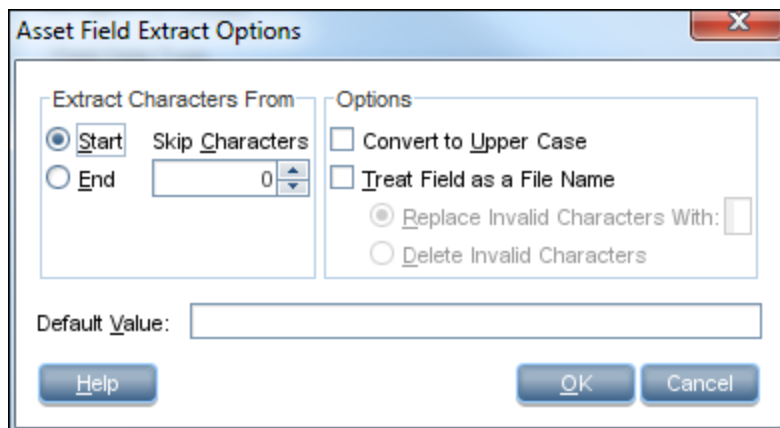 Asset Field Extract Options
Extract Characters From
Start
Skip Characters
End
0
Options
Convert to Upper Case
Treat Field as a File Name
Replace Invalid Characters With:
Delete Invalid Characters
Default Value:
Help
OK
Cancel